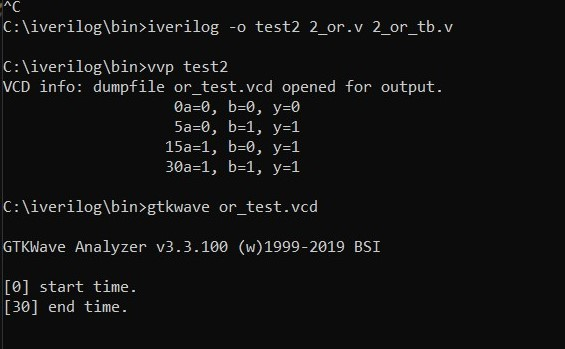 ^C
C:\iverilog\bin>iverilog -o test2 2_or.v 2_or_tb.v
C:\iverilog\bin>vvp test2
VCD info: dumpfile or_test.vcd opened for output.
0a=0, b=0, y=0
5a=0, b=1, y=1
15a=1, b=0, y=1
30a=1, b=1, y=1
C:\iverilog\bin>gtkwave or_test.vcd
GTKWave Analyzer v3.3.100 (w)1999-2019 BSI
[0] start time.
[30] end time.